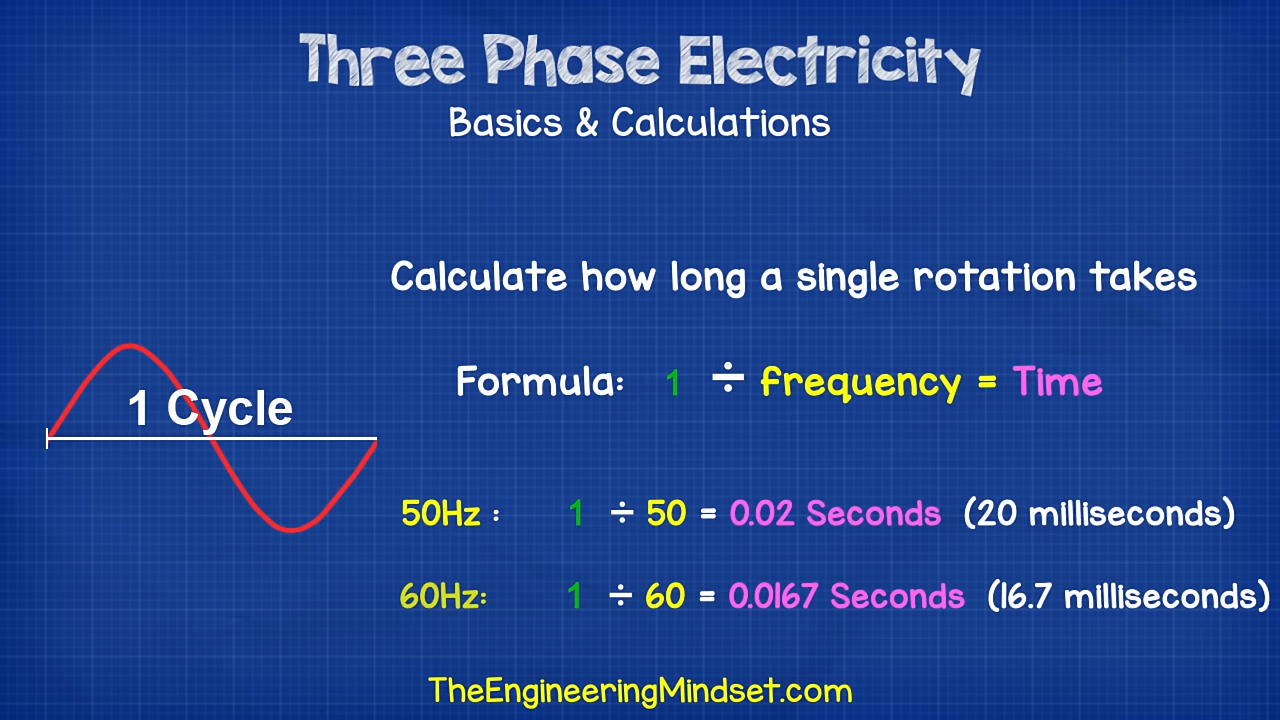 Three Phase Electricity
Basics & Calculations
Calculate how long a single rotation takes
Formula: 1 ÷ frequency = Time
1 Cycle
50Hz : 1 ÷ 50 = 0.02 Seconds (20 milliseconds)
60Hz: 1 ÷ 60 = 0.0167 Seconds (16.7 milliseconds)
TheEngineeringMindset.com